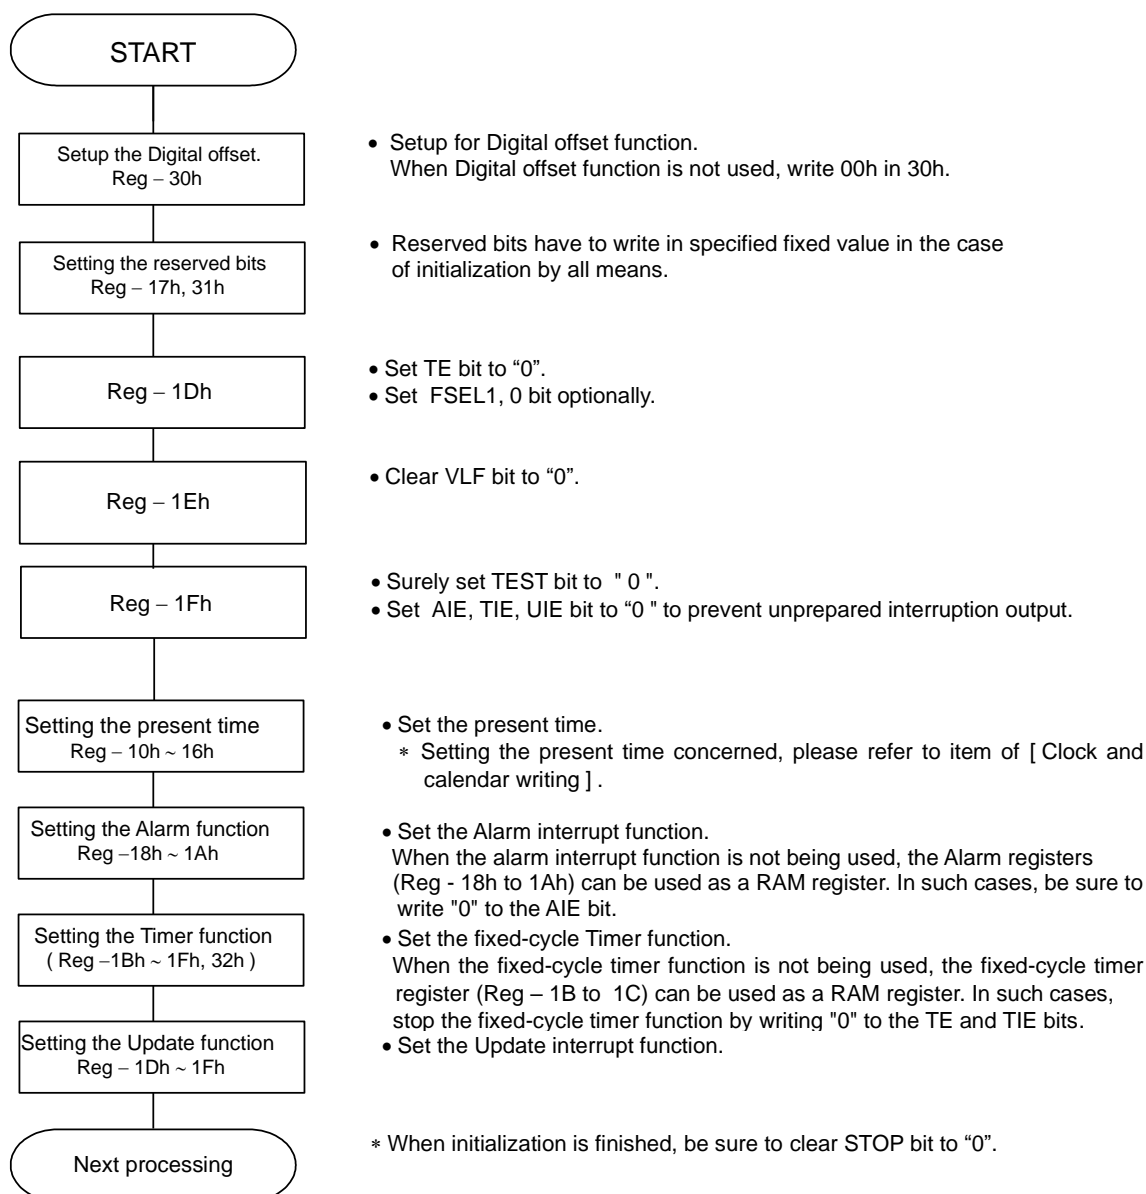 START
Setup the Digital offset.
Reg – 30h
• Setup for Digital offset function.
When Digital offset function is not used, write 00h in 30h.
Setting the reserved bits
Reg – 17h, 31h
• Reserved bits have to write in specified fixed value in the case
of initialization by all means.
Reg – 1Dh
• Set TE bit to “0”.
• Set FSEL1, 0 bit optionally.
Reg – 1Eh
• Clear VLF bit to “0”.
Reg – 1Fh
• Surely set TEST bit to " 0 ".
• Set AIE, TIE, UIE bit to “0 ” to prevent unprepared interruption output.
Setting the present time
Reg – 10h ~ 16h
• Set the present time.
* Setting the present time concerned, please refer to item of [ Clock and
calendar writing ] .
Setting the Alarm function
Reg –18h ~ 1Ah
• Set the Alarm interrupt function.
When the alarm interrupt function is not being used, the Alarm registers
(Reg - 18h to 1Ah) can be used as a RAM register. In such cases, be sure to
write "0" to the AIE bit.
Setting the Timer function
( Reg –1Bh ~ 1Fh, 32h )
• Set the fixed-cycle Timer function.
When the fixed-cycle timer function is not being used, the fixed-cycle timer
register (Reg – 1B to 1C) can be used as a RAM register. In such cases,
stop the fixed-cycle timer function by writing "0" to the TE and TIE bits.
Setting the Update function
Reg – 1Dh ~ 1Fh
• Set the Update interrupt function.
Next processing
* When initialization is finished, be sure to clear STOP bit to “0”.